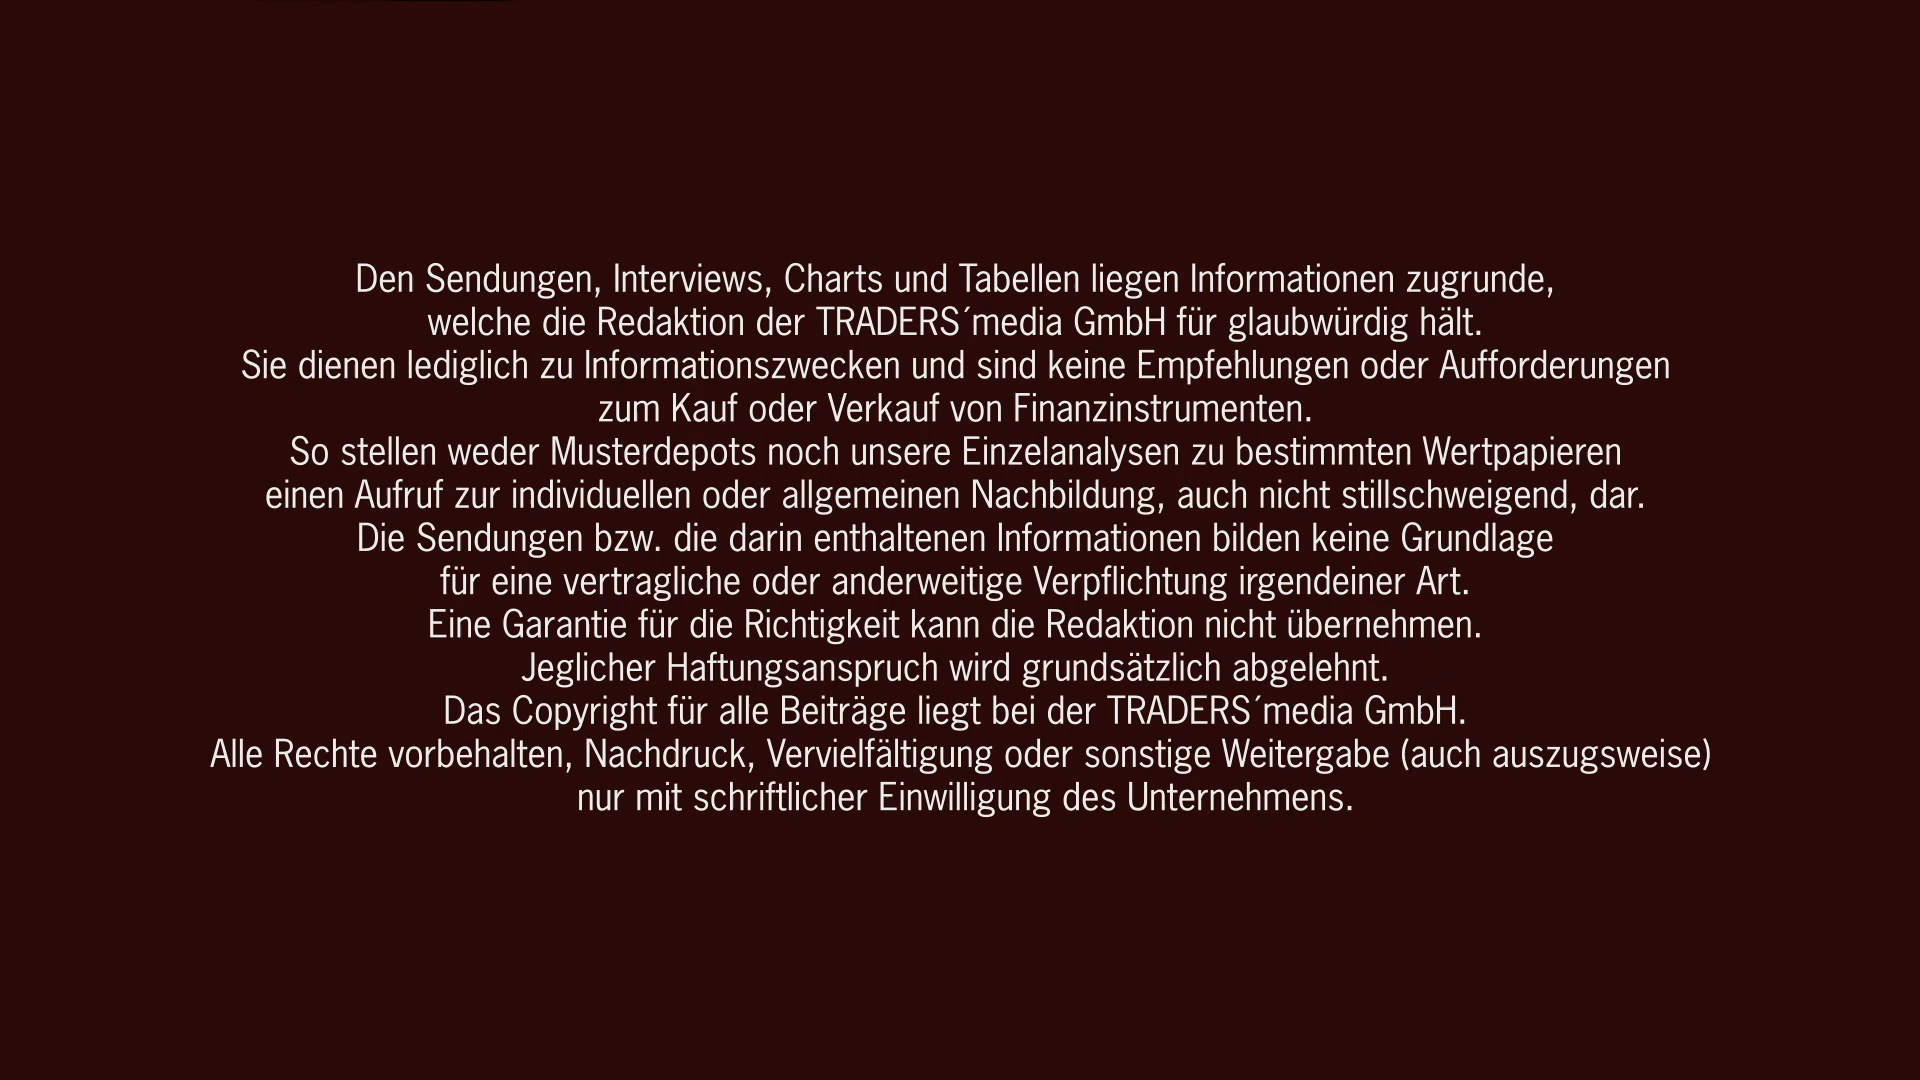 Den Sendungen, Interviews, Charts und Tabellen liegen Informationen zugrunde,
welche die Redaktion der TRADERS´media GmbH für glaubwürdig hält.
Sie dienen lediglich zu Informationszwecken und sind keine Empfehlungen oder Aufforderungen
zum Kauf oder Verkauf von Finanzinstrumenten.
So stellen weder Musterdepots noch unsere Einzelanalysen zu bestimmten Wertpapieren
einen Aufruf zur individuellen oder allgemeinen Nachbildung, auch nicht stillschweigend, dar.
Die Sendungen bzw. die darin enthaltenen Informationen bilden keine Grundlage
für eine vertragliche oder anderweitige Verpflichtung irgendeiner Art.
Eine Garantie für die Richtigkeit kann die Redaktion nicht übernehmen.
Jeglicher Haftungsanspruch wird grundsätzlich abgelehnt.
Das Copyright für alle Beiträge liegt bei der TRADERS´media GmbH.
Alle Rechte vorbehalten, Nachdruck, Vervielfältigung oder sonstige Weitergabe (auch auszugsweise)
nur mit schriftlicher Einwilligung des Unternehmens.